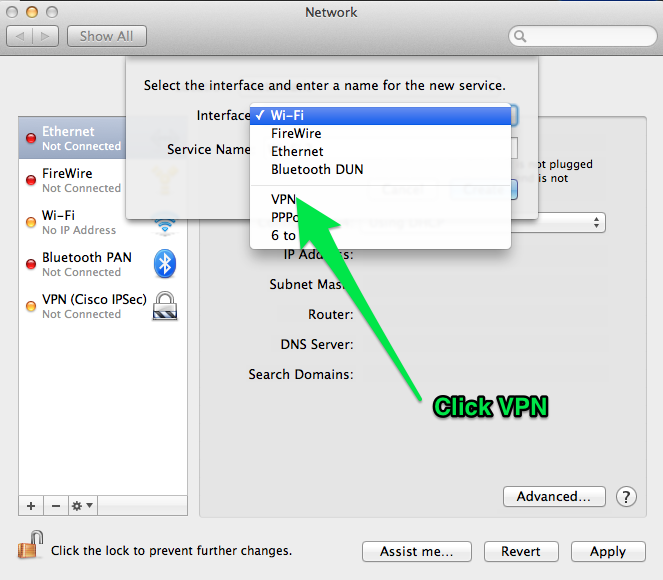 Network
Show All
Select the interface and enter a name for the new service.
Interface
✓ Wi-Fi
FireWire
Ethernet
Bluetooth DUN
VPN
PPPo
6 to
Service Name
Ethernet
Not Connected
FireWire
Not Connected
Wi-Fi
No IP Address
Bluetooth PAN
Not Connected
VPN (Cisco IPSec)
Not Connected
not plugged
nd is not
IP Address:
Subnet Mas
Router:
DNS Server:
Search Domains:
Click VPN
Advanced...
?
Click the lock to prevent further changes.
Assist me...
Revert
Apply